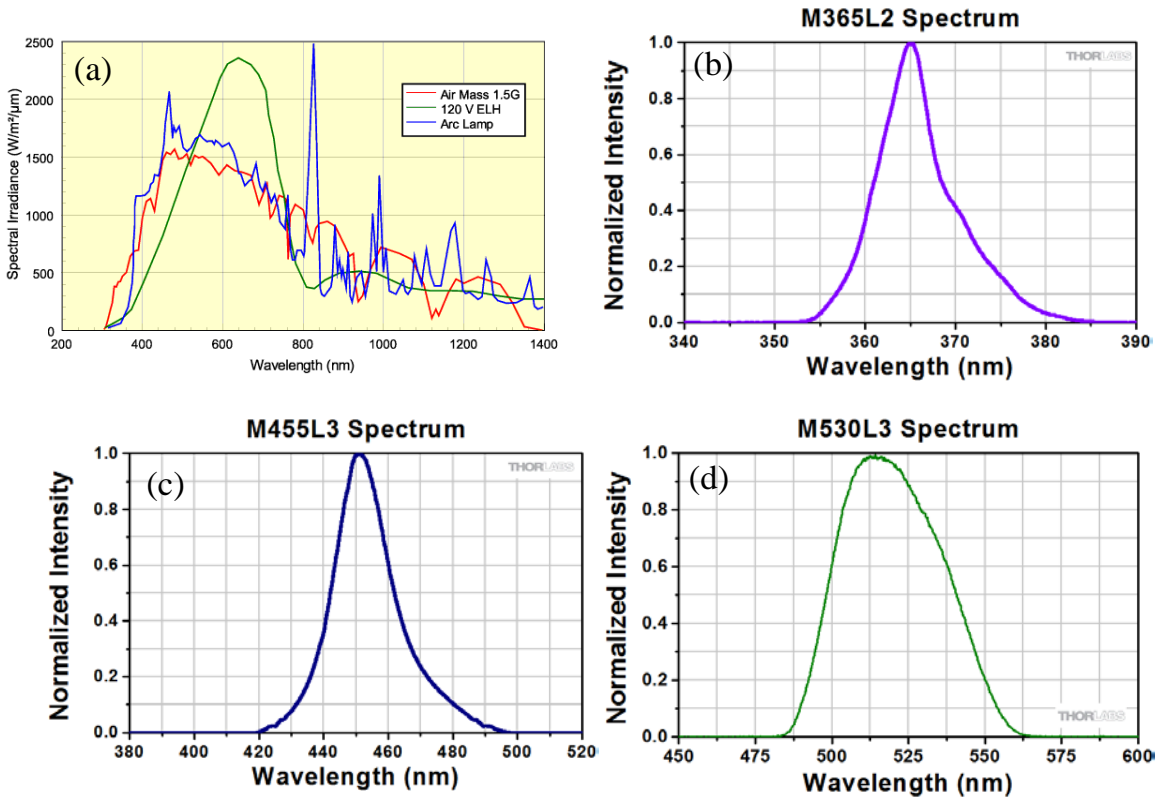 (a)
Spectral Irradiance (W/m²/µm)
2500
2000
1500
1000
500
0
200 400 600 800 1000 1200 1400
Wavelength (nm)
Air Mass 1.5G
120 V ELH
Arc Lamp
M365L2 Spectrum
(b)
THORLABS
Normalized Intensity
1.0
0.8
0.6
0.4
0.2
0.0
340 350 360 370 380 390
Wavelength (nm)
M455L3 Spectrum
(c)
THORLABS
Normalized Intensity
1.0
0.8
0.6
0.4
0.2
0.0
380 400 420 440 460 480 500 520
Wavelength (nm)
M530L3 Spectrum
(d)
THORLABS
Normalized Intensity
1.0
0.8
0.6
0.4
0.2
0.0
450 475 500 525 550 575 600
Wavelength (nm)